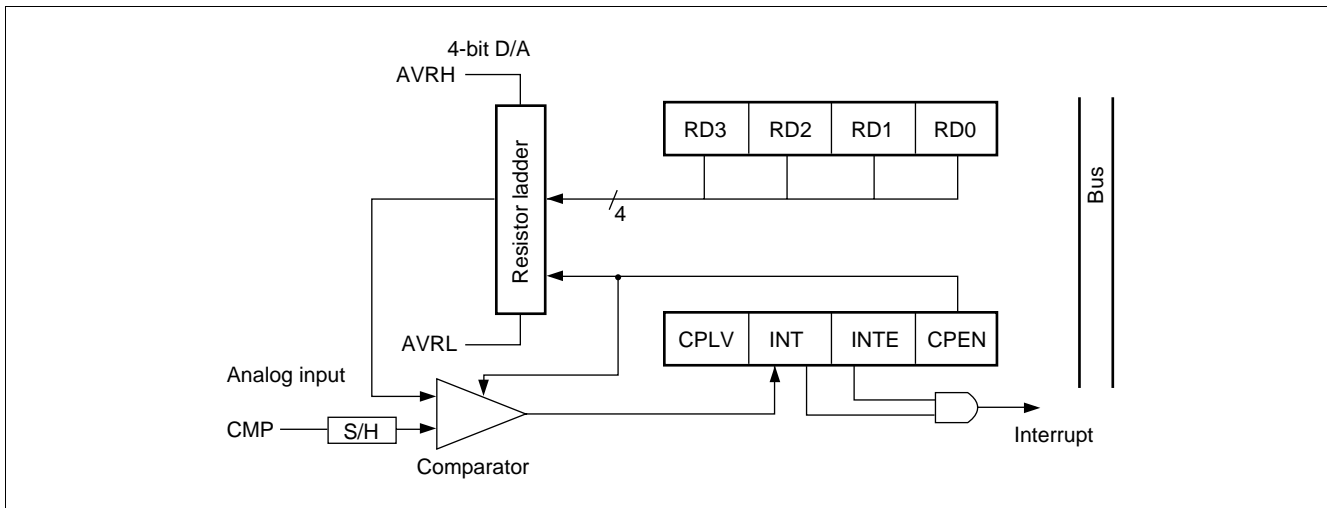 4-bit D/A
AVRH
Resistor ladder
RD3 RD2 RD1 RD0
4
Bus
AVRL
CPLV INT INTE CPEN
Analog input
CMP S/H
Comparator
Interrupt